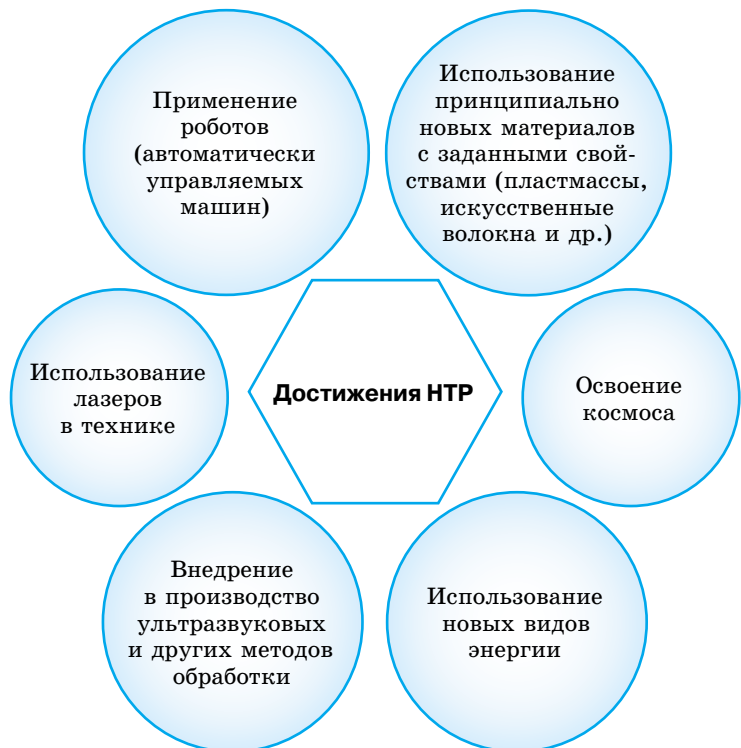 Применение
роботов
(автоматически
управляемых
машин)
Использование
принципиально
новых материалов
с заданными свой-
ствами (пластмассы,
искусственные
волокна и др.)
Использование
лазеров
в технике
Достижения НТР
Освоение
космоса
Внедрение
в производство
ультразвуковых
и других методов
обработки
Использование
новых видов
энергии